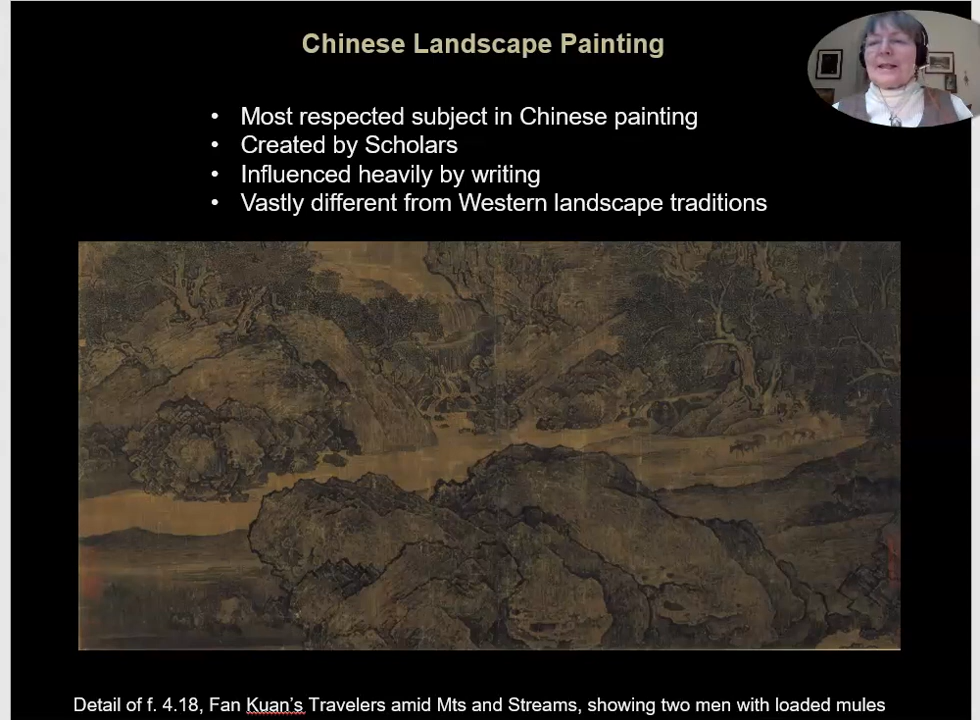 Chinese Landscape Painting
• Most respected subject in Chinese painting
• Created by Scholars
• Influenced heavily by writing
• Vastly different from Western landscape traditions
Detail of f. 4.18, Fan Kuan's Travelers amid Mts and Streams, showing two men with loaded mules